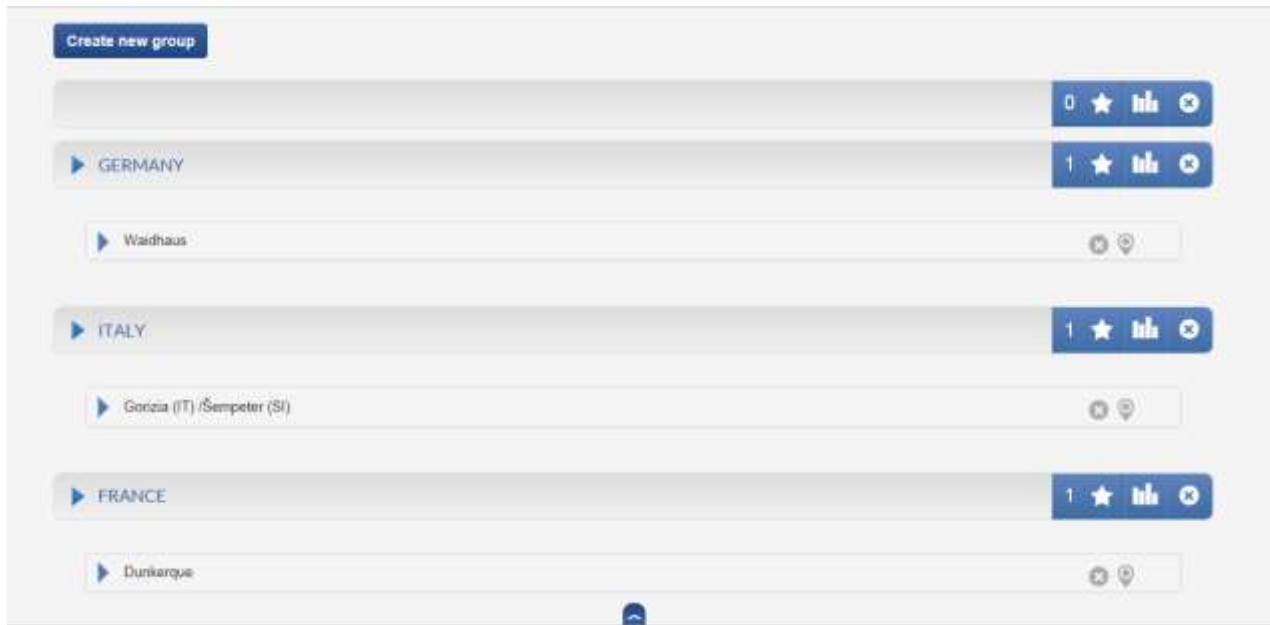 Create new group
0
GERMANY 1
Waidhaus
ITALY 1
Gorizia (IT) /Šempeter (SI)
FRANCE 1
Dunkerque